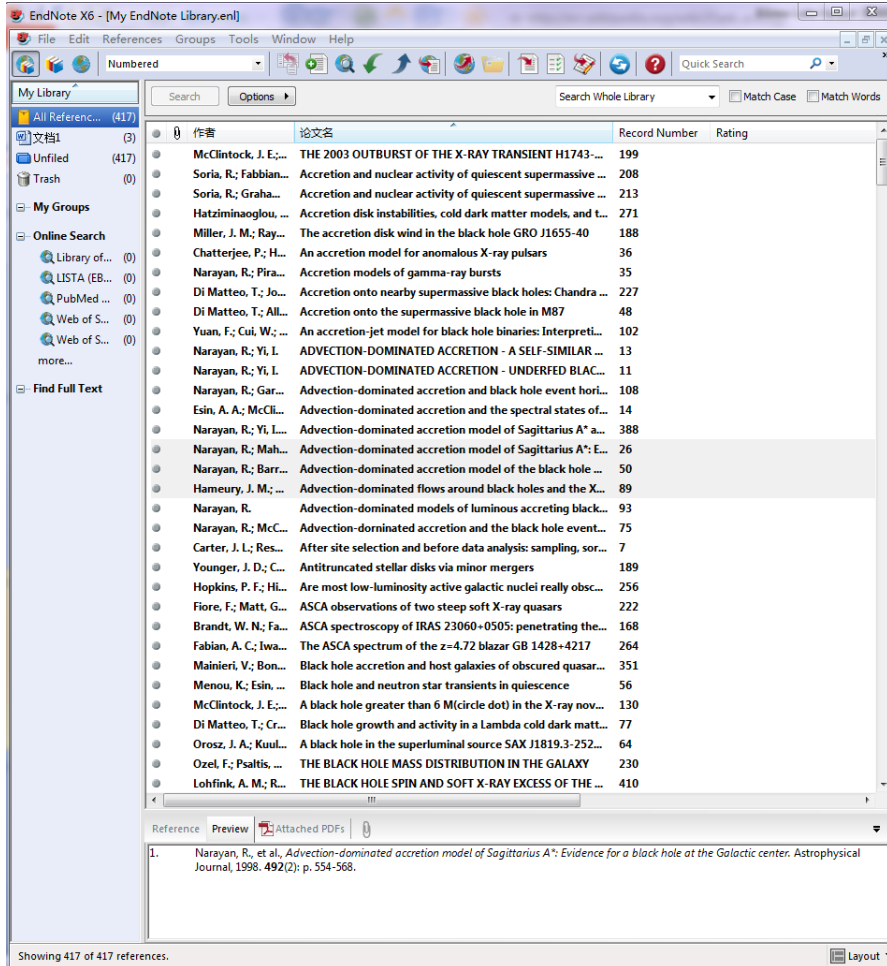 EndNote X6 - [My EndNote Library.enl]
File Edit References Groups Tools Window Help
Numbered
Quick Search
My Library
Search Options Search Whole Library Match Case Match Words
All Referenc... (417)
文档1 (3)
Unfiled (417)
Trash (0)
My Groups
Online Search
Library of... (0)
LISTA (EB... (0)
PubMed ... (0)
Web of S... (0)
Web of S... (0)
more...
Find Full Text
作者 论文名 Record Number Rating
McClintock, J. E.;... THE 2003 OUTBURST OF THE X-RAY TRANSIENT H1743-... 199
Soria, R.; Fabbian... Accretion and nuclear activity of quiescent supermassive ... 208
Soria, R.; Graha... Accretion and nuclear activity of quiescent supermassive ... 213
Hatziminaoglou, ... Accretion disk instabilities, cold dark matter models, and t... 271
Miller, J. M.; Ray... The accretion disk wind in the black hole GRO J1655-40 188
Chatterjee, P.; H... An accretion model for anomalous X-ray pulsars 36
Narayan, R.; Pira... Accretion models of gamma-ray bursts 35
Di Matteo, T.; Jo... Accretion onto nearby supermassive black holes: Chandra ... 227
Di Matteo, T.; All... Accretion onto the supermassive black hole in M87 48
Yuan, F.; Cui, W.; ... An accretion-jet model for black hole binaries: Interpreti... 102
Narayan, R.; Yi, I. ADVECTION-DOMINATED ACCRETION - A SELF-SIMILAR ... 13
Narayan, R.; Yi, I. ADVECTION-DOMINATED ACCRETION - UNDERFED BLAC... 11
Narayan, R.; Gar... Advection-dominated accretion and black hole event hori... 108
Esin, A. A.; McCli... Advection-dominated accretion and the spectral states of... 14
Narayan, R.; Yi, I.... Advection-dominated accretion model of Sagittarius A* a... 388
Narayan, R.; Mah... Advection-dominated accretion model of Sagittarius A*: E... 26
Narayan, R.; Barr... Advection-dominated accretion model of the black hole ... 50
Hameury, J. M.; ... Advection-dominated flows around black holes and the X... 89
Narayan, R. Advection-dominated models of luminous accreting black... 93
Narayan, R.; McC... Advection-dorninated accretion and the black hole event... 75
Carter, J. L.; Res... After site selection and before data analysis: sampling, sor... 7
Younger, J. D.; C... Antitruncated stellar disks via minor mergers 189
Hopkins, P. F.; Hi... Are most low-luminosity active galactic nuclei really obsc... 256
Fiore, F.; Matt, G... ASCA observations of two steep soft X-ray quasars 222
Brandt, W. N.; Fa... ASCA spectroscopy of IRAS 23060+0505: penetrating the... 168
Fabian, A. C.; Iwa... The ASCA spectrum of the z=4.72 blazar GB 1428+4217 264
Mainieri, V.; Bon... Black hole accretion and host galaxies of obscured quasar... 351
Menou, K.; Esin, ... Black hole and neutron star transients in quiescence 56
McClintock, J. E.;... A black hole greater than 6 M(circle dot) in the X-ray nov... 130
Di Matteo, T.; Cr... Black hole growth and activity in a Lambda cold dark matt... 77
Orosz, J. A.; Kuul... A black hole in the superluminal source SAX J1819.3-252... 64
Ozel, F.; Psaltis, ... THE BLACK HOLE MASS DISTRIBUTION IN THE GALAXY 230
Lohfink, A. M.; R... THE BLACK HOLE SPIN AND SOFT X-RAY EXCESS OF THE ... 410
Reference Preview Attached PDFs
1. Narayan, R., et al., Advection-dominated accretion model of Sagittarius A*: Evidence for a black hole at the Galactic center. Astrophysical
Journal, 1998. 492(2): p. 554-568.
Showing 417 of 417 references.
Layout